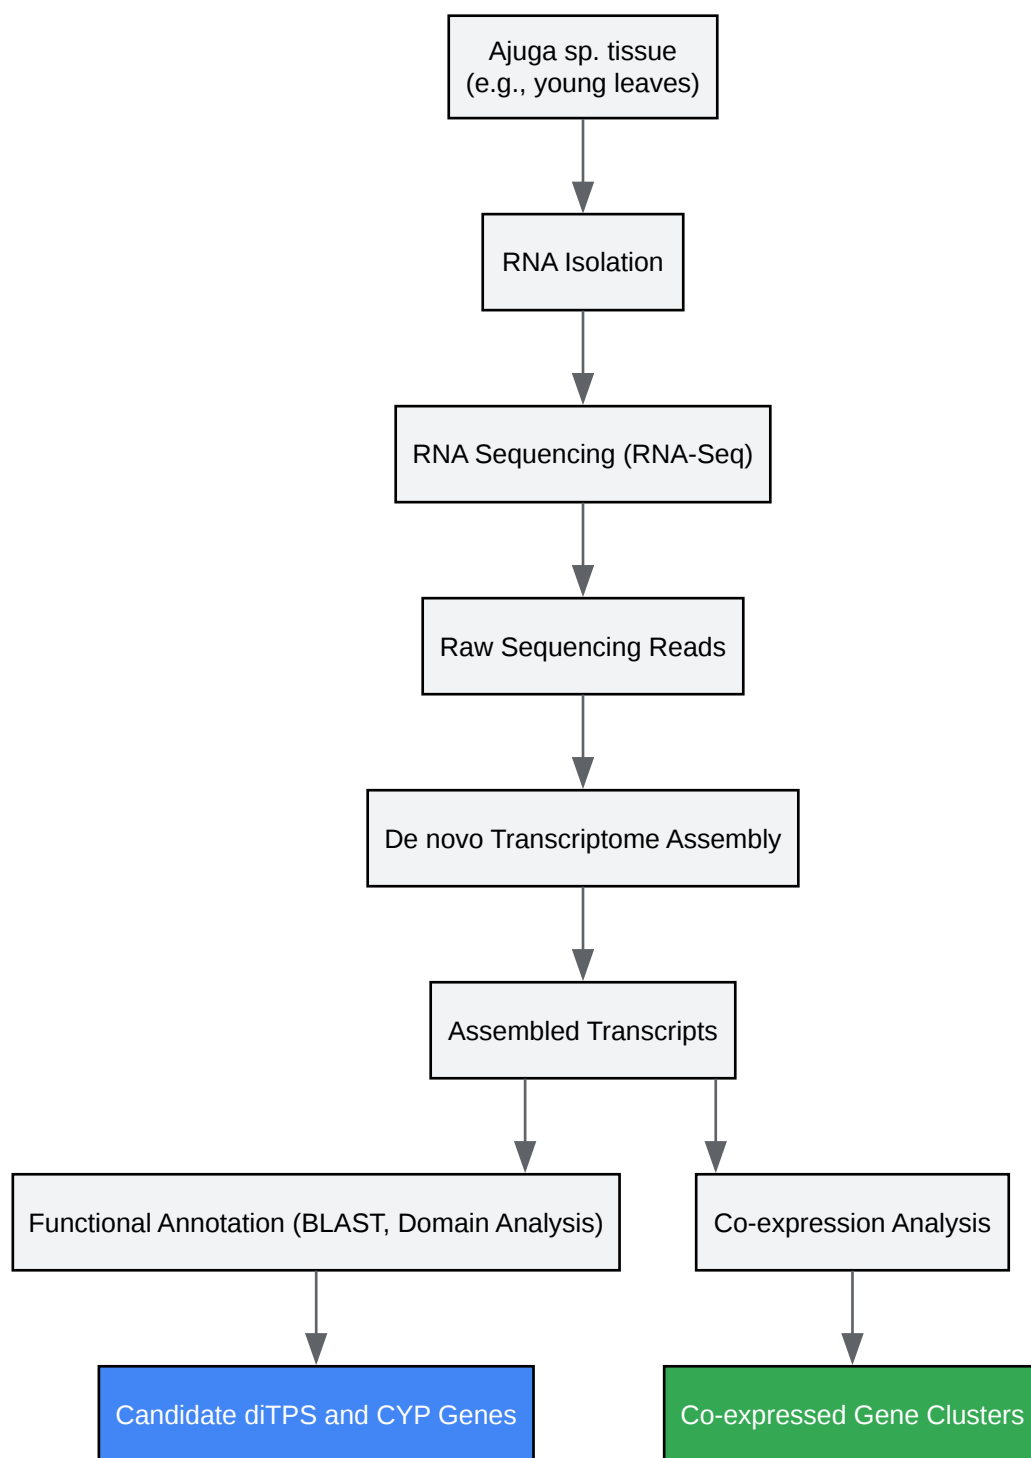 Ajuga sp. tissue
(e.g., young leaves)
RNA Isolation
RNA Sequencing (RNA-Seq)
Raw Sequencing Reads
De novo Transcriptome Assembly
Assembled Transcripts
Functional Annotation (BLAST, Domain Analysis)
Co-expression Analysis
Candidate diTPS and CYP Genes
Co-expressed Gene Clusters